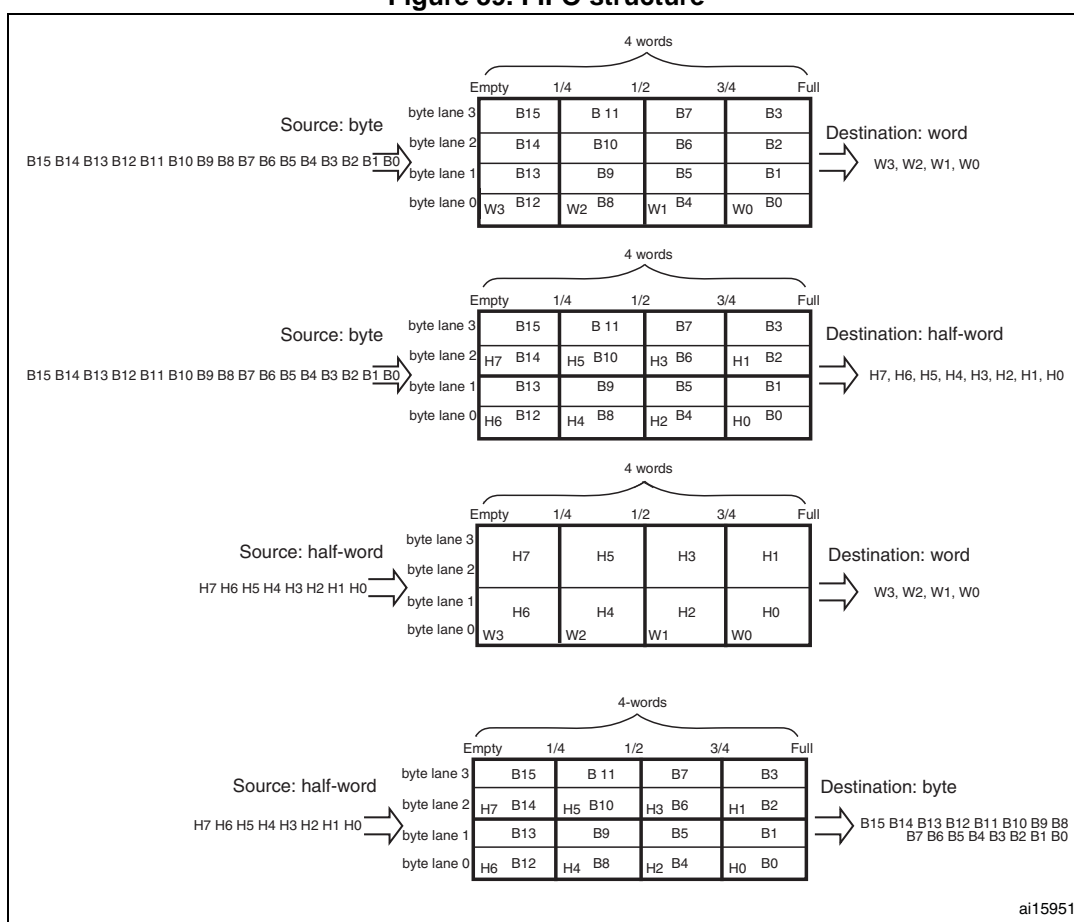 Figure FIFO structure
4 words
Empty 1/4 1/2 3/4 Full
Source: byte
B15 B14 B13 B12 B11 B10 B9 B8 B7 B6 B5 B4 B3 B2 B1 B0
byte lane 3 B15 B 11 B7 B3
byte lane 2 B14 B10 B6 B2
byte lane 1 B13 B9 B5 B1
byte lane 0 W3 B12 W2 B8 W1 B4 W0 B0
Destination: word
W3, W2, W1, W0
4 words
Empty 1/4 1/2 3/4 Full
Source: byte
B15 B14 B13 B12 B11 B10 B9 B8 B7 B6 B5 B4 B3 B2 B1 B0
byte lane 3 B15 B 11 B7 B3
byte lane 2 H7 B14 H5 B10 H3 B6 H1 B2
byte lane 1 B13 B9 B5 B1
byte lane 0 H6 B12 H4 B8 H2 B4 H0 B0
Destination: half-word
H7, H6, H5, H4, H3, H2, H1, H0
4 words
Empty 1/4 1/2 3/4 Full
Source: half-word
H7 H6 H5 H4 H3 H2 H1 H0
byte lane 3
H7 H5 H3 H1
byte lane 2
byte lane 1
H6 H4 H2 H0
byte lane 0 W3 W2 W1 W0
Destination: word
W3, W2, W1, W0
4-words
Empty 1/4 1/2 3/4 Full
Source: half-word
H7 H6 H5 H4 H3 H2 H1 H0
byte lane 3 B15 B 11 B7 B3
byte lane 2 H7 B14 H5 B10 H3 B6 H1 B2
byte lane 1 B13 B9 B5 B1
byte lane 0 H6 B12 H4 B8 H2 B4 H0 B0
Destination: byte
B15 B14 B13 B12 B11 B10 B9 B8
B7 B6 B5 B4 B3 B2 B1 B0
ai15951